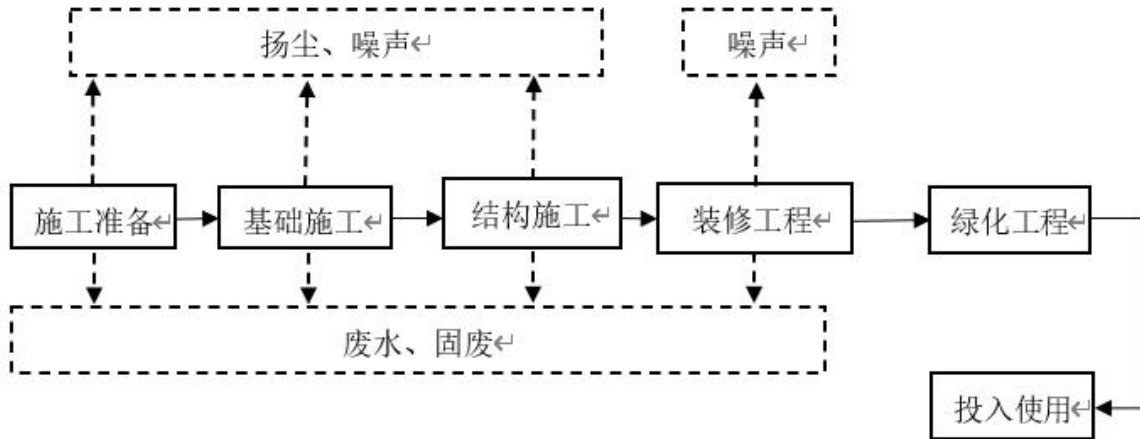 扬尘、噪声↵
噪声↵
施工准备↵
基础施工↵
结构施工↵
装修工程↵
绿化工程↵
废水、固废↵
投入使用↵